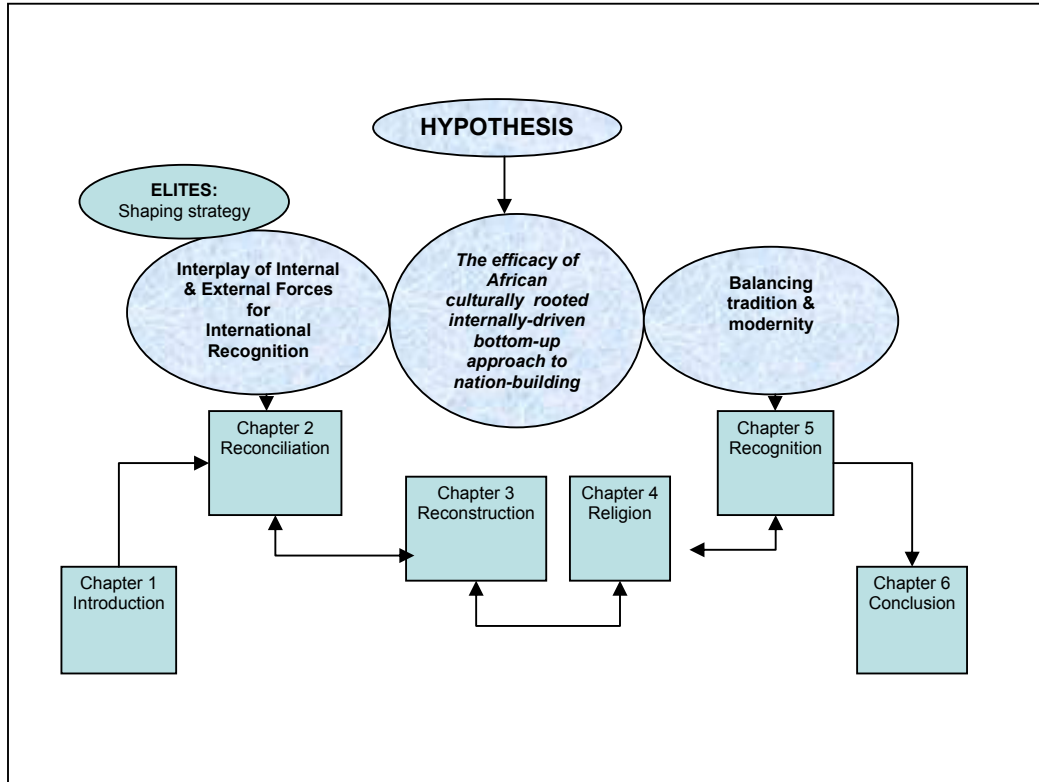 HYPOTHESIS
ELITES:
Shaping strategy
Interplay of Internal
& External Forces
for
International
Recognition
The efficacy of
African
culturally rooted
internally-driven
bottom-up
approach to
nation-building
Balancing
tradition &
modernity
Chapter 2
Reconciliation
Chapter 5
Recognition
Chapter 3
Reconstruction
Chapter 4
Religion
Chapter 1
Introduction
Chapter 6
Conclusion